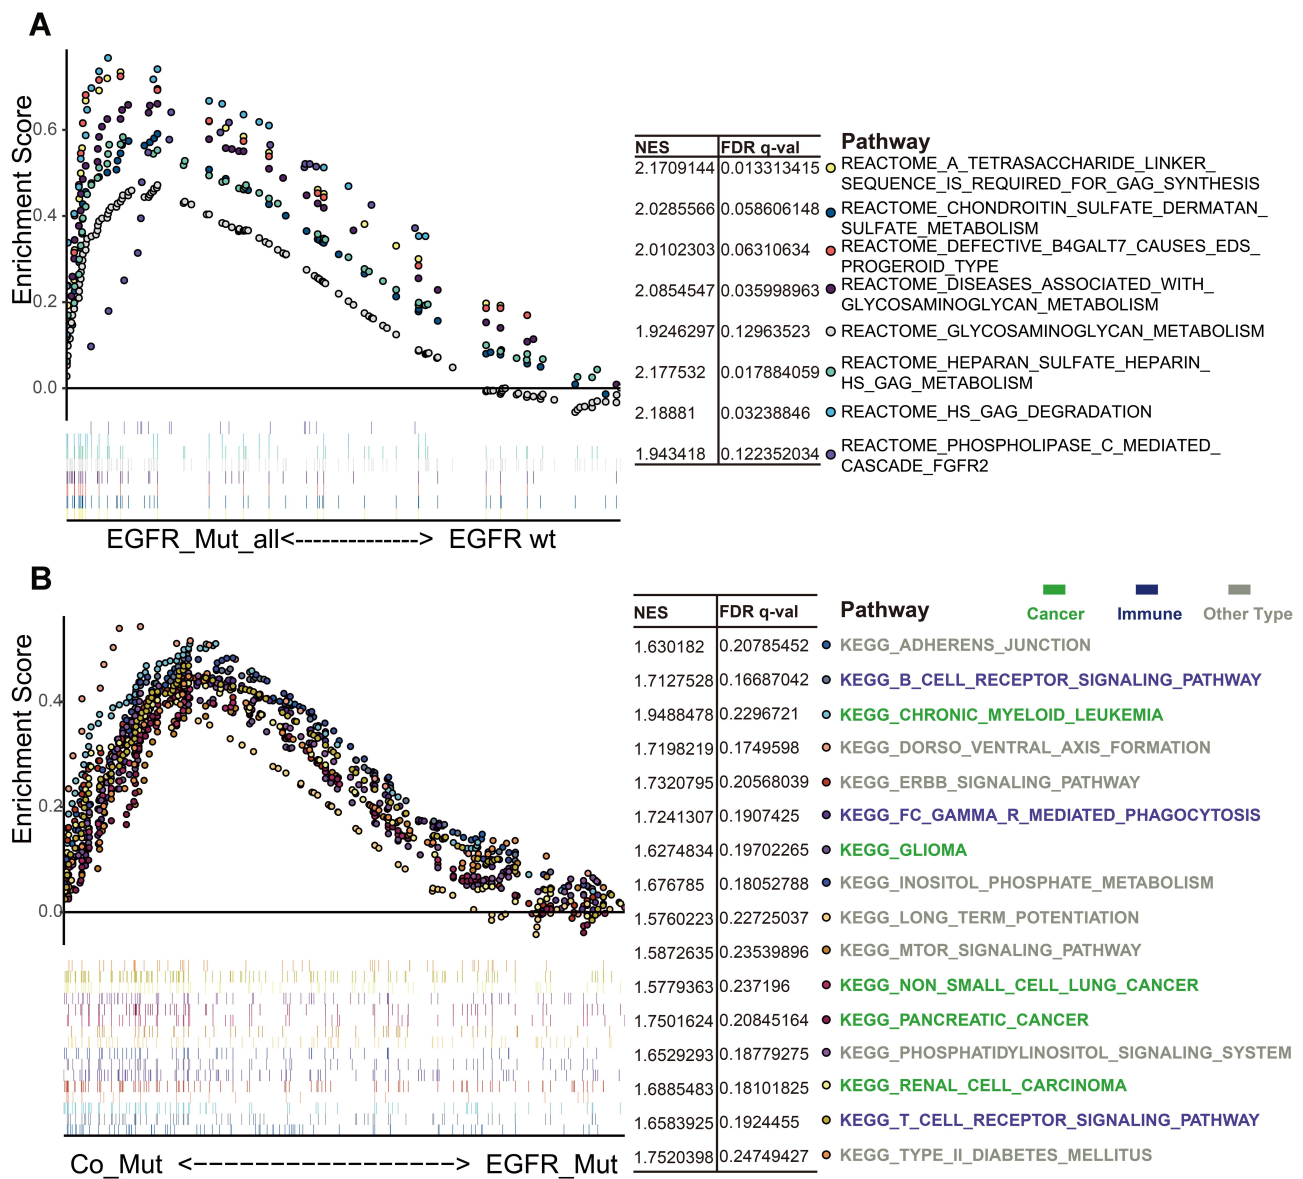 A
Enrichment Score
0.6
0.4
0.2
0.0
EGFR_Mut_all<-------------->  EGFR wt
NES FDR q-val Pathway
2.1709144 0.013313415 REACTOME_A_TETRASACCHARIDE_LINKER_
SEQUENCE_IS_REQUIRED_FOR_GAG_SYNTHESIS
2.0285566 0.058606148 REACTOME_CHONDROITIN_SULFATE_DERMATAN_
SULFATE_METABOLISM
2.0102303 0.06310634 REACTOME_DEFECTIVE_B4GALT7_CAUSES_EDS_
PROGEROID_TYPE
2.0854547 0.035998963 REACTOME_DISEASES_ASSOCIATED_WITH_
GLYCOSAMINOGLYCAN_METABOLISM
1.9246297 0.12963523 REACTOME_GLYCOSAMINOGLYCAN_METABOLISM
2.177532 0.017884059 REACTOME_HEPARAN_SULFATE_HEPARIN_
HS_GAG_METABOLISM
2.18881 0.03238846 REACTOME_HS_GAG_DEGRADATION
1.943418 0.122352034 REACTOME_PHOSPHOLIPASE_C_MEDIATED_
CASCADE_FGFR2
B
Enrichment Score
0.4
0.2
0.0
Co_Mut <--------------------> EGFR_Mut
Cancer Immune Other Type
NES FDR q-val Pathway
1.630182 0.20785452 KEGG_ADHERENS_JUNCTION
1.7127528 0.16687042 KEGG_B_CELL_RECEPTOR_SIGNALING_PATHWAY
1.9488478 0.2296721 KEGG_CHRONIC_MYELOID_LEUKEMIA
1.7198219 0.1749598 KEGG_DORSO_VENTRAL_AXIS_FORMATION
1.7320795 0.20568039 KEGG_ERBB_SIGNALING_PATHWAY
1.7241307 0.1907425 KEGG_FC_GAMMA_R_MEDIATED_PHAGOCYTOSIS
1.6274834 0.19702265 KEGG_GLIOMA
1.676785 0.18052788 KEGG_INOSITOL_PHOSPHATE_METABOLISM
1.5760223 0.22725037 KEGG_LONG_TERM_POTENTIATION
1.5872635 0.23539896 KEGG_MTOR_SIGNALING_PATHWAY
1.5779363 0.237196 KEGG_NON_SMALL_CELL_LUNG_CANCER
1.7501624 0.20845164 KEGG_PANCREATIC_CANCER
1.6529293 0.18779275 KEGG_PHOSPHATIDYLINOSITOL_SIGNALING_SYSTEM
1.6885483 0.18101825 KEGG_RENAL_CELL_CARCINOMA
1.6583925 0.1924455 KEGG_T_CELL_RECEPTOR_SIGNALING_PATHWAY
1.7520398 0.24749427 KEGG_TYPE_II_DIABETES_MELLITUS